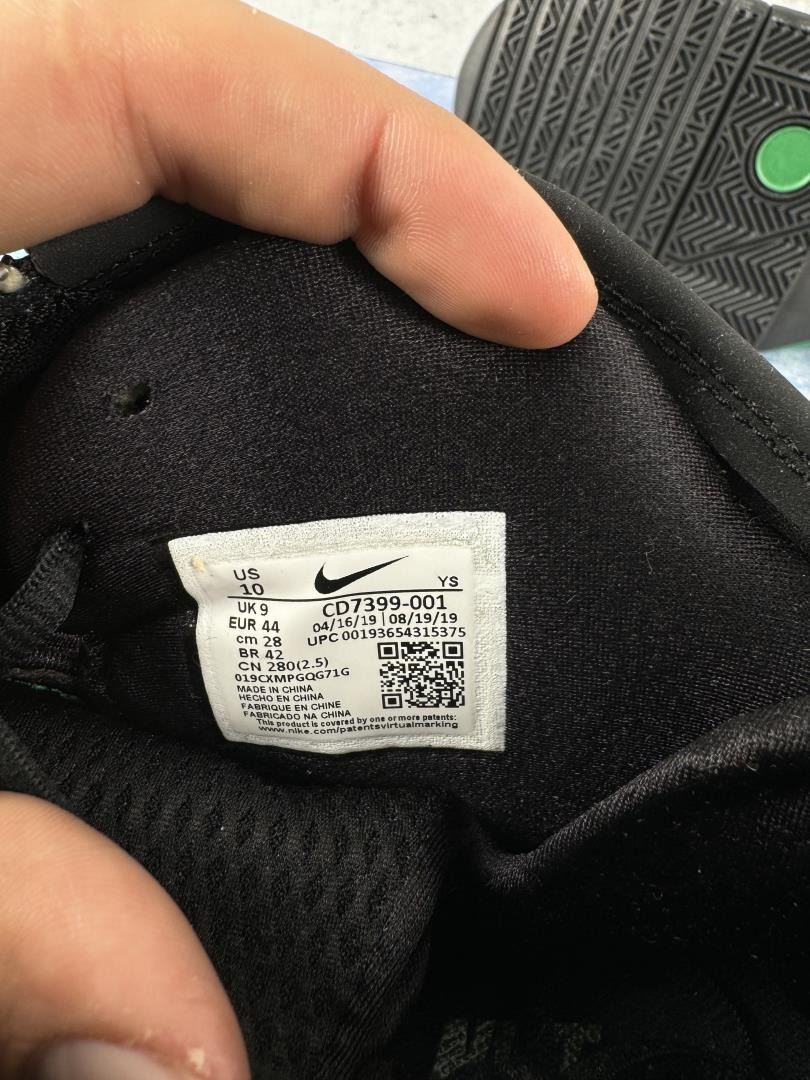 US
10
YS
UK 9
CD7399-001
EUR 44
04/16/19 | 08/19/19
cm 28
UPC 00193654315375
BR 42
CN 280(2.5)
019CXMPGQG71G
MADE IN CHINA
HECHO EN CHINA
FABRIQUE EN CHINE
FABRICADO NA CHINA
This product is covered by one or more patents:
www.nike.com/patentsvirtualmarking